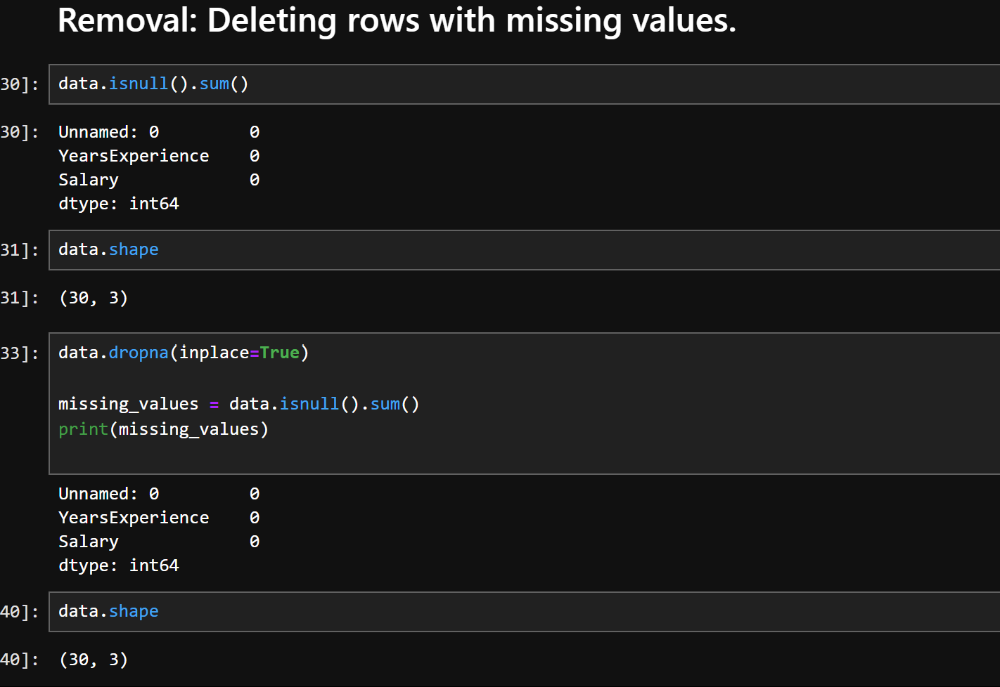 Removal: Deleting rows with missing values.
30]: data.isnull().sum()
30]: Unnamed: 0         0
YearsExperience    0
Salary             0
dtype: int64
31]: data.shape
31]: (30, 3)
33]: data.dropna(inplace=True)
missing_values = data.isnull().sum()
print(missing_values)
Unnamed: 0         0
YearsExperience    0
Salary             0
dtype: int64
40]: data.shape
40]: (30, 3)